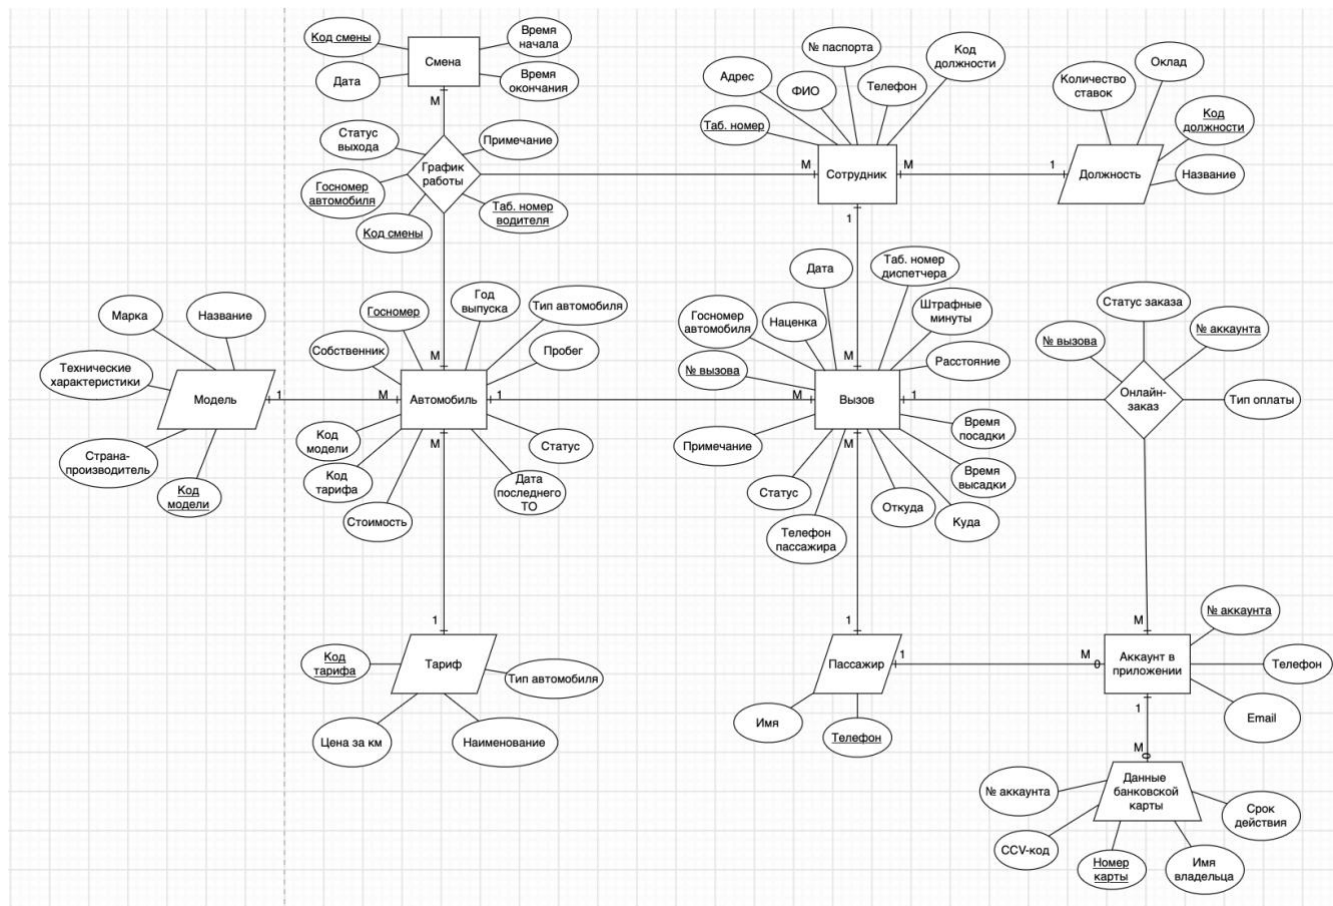 Код смены
Время
начала
Смена
Дата
Время
окончания
М
Статус
выхода
Примечание
График
работы
Госномер
автомобиля
Таб. номер
водителя
Код смены
№ паспорта
Код
должности
Адрес
ФИО
Телефон
Таб. номер
М
Сотрудник
М
1
1
Оклад
Количество
ставок
Код
должности
Должность
Название
Марка
Название
Технические
характеристики
Модель
Страна-
производитель
Код
модели
1
М
Госномер
Год
выпуска
Тип автомобиля
Собственник
Пробег
М
Автомобиль
1
М
Код
модели
Код
тарифа
Стоимость
М
Статус
Дата
последнего
ТО
Дата
Таб. номер
диспетчера
Госномер
автомобиля
Наценка
Штрафные
минуты
№ вызова
М
Расстояние
Вызов
1
М
Примечание
Время
посадки
Статус
Время
высадки
Телефон
пассажира
Откуда
Куда
Статус заказа
№ вызова
№ аккаунта
Онлайн-
заказ
Тип оплаты
1
Код
тарифа
Тариф
Тип автомобиля
Цена за км
Наименование
1
Пассажир
1
М
0
Имя
Телефон
М
№ аккаунта
Аккаунт в
приложении
Телефон
Email
1
М
0
Данные
банковской
карты
№ аккаунта
Срок
действия
CCV-код
Номер
карты
Имя
владельца